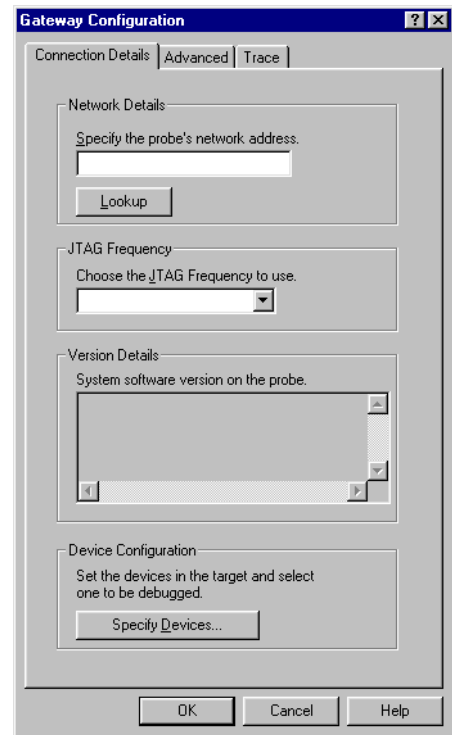 Gateway Configuration
Connection Details Advanced Trace
Network Details
Specify the probe's network address.
Lookup
JTAG Frequency
Choose the JTAG Frequency to use.
Version Details
System software version on the probe.
Device Configuration
Set the devices in the target and select
one to be debugged.
Specify Devices...
OK Cancel Help